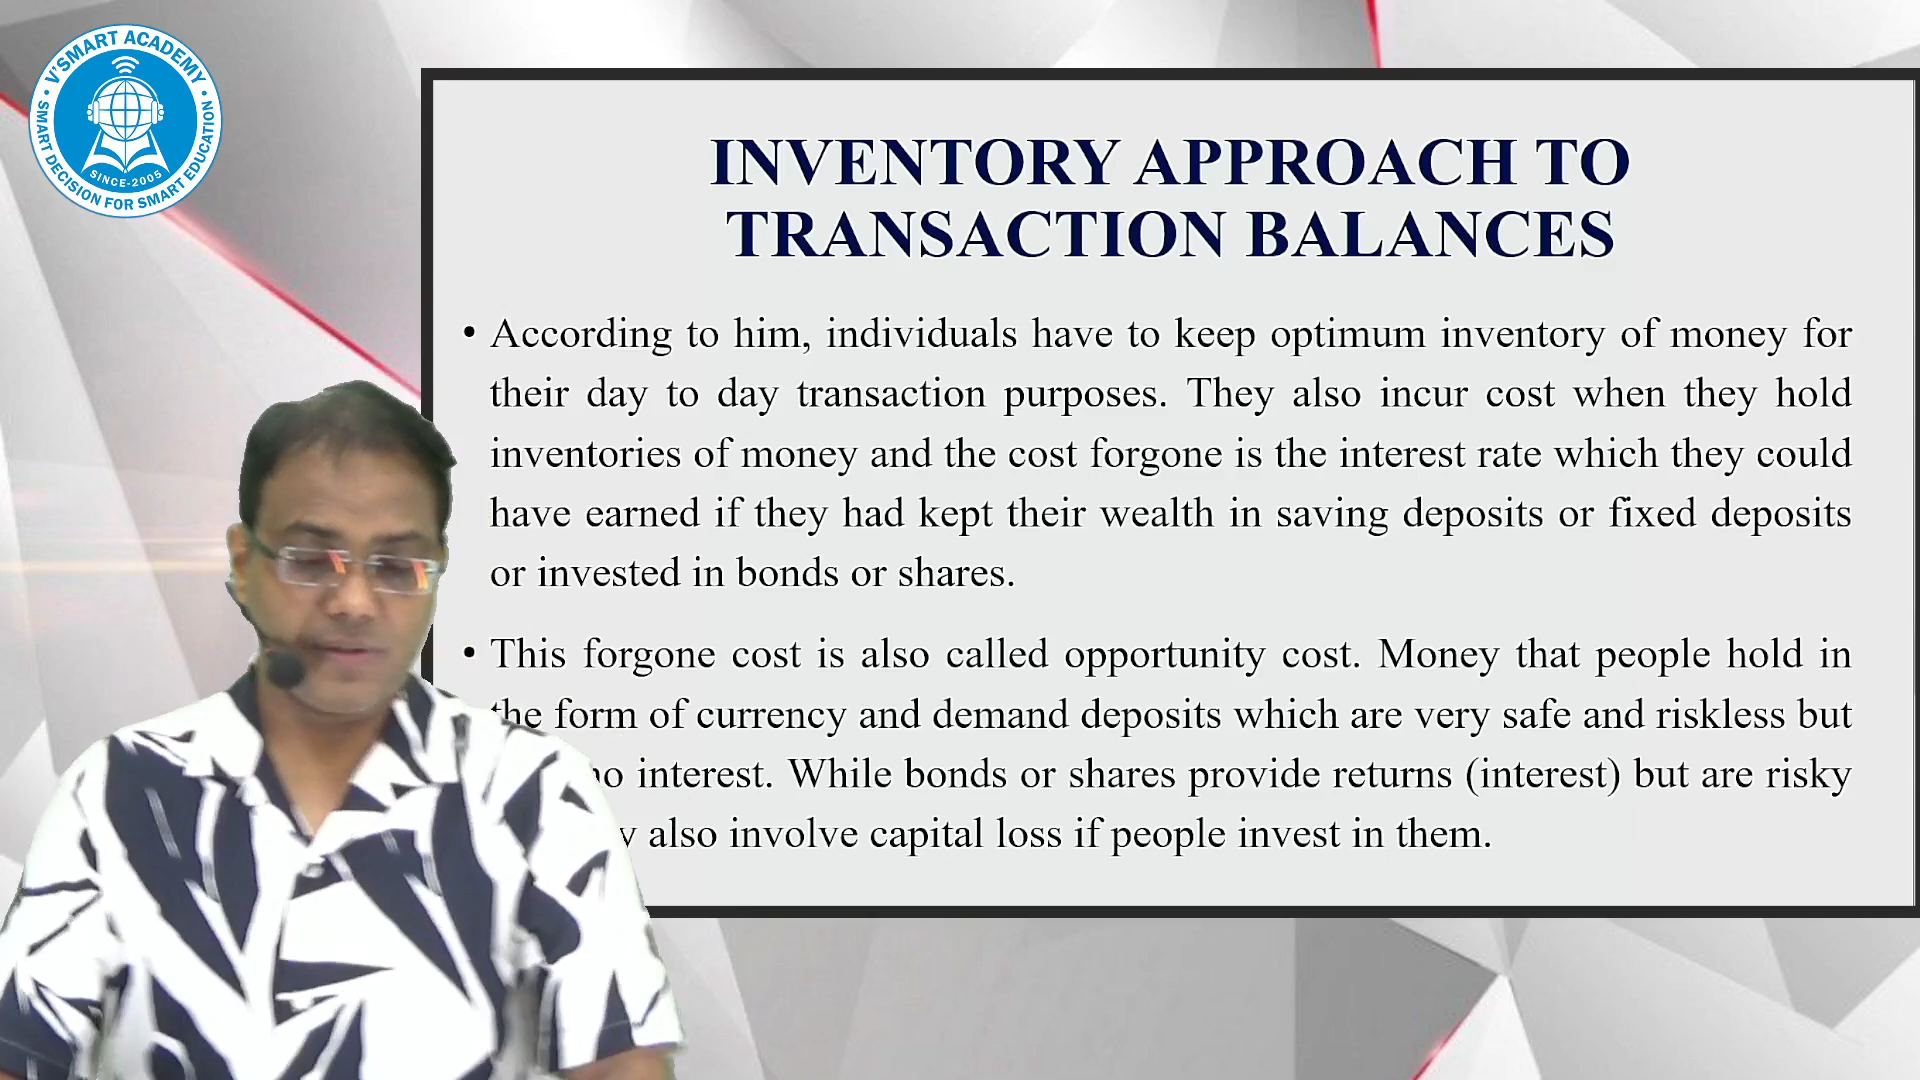 V'SMART ACADEMY
SMART DECISION FOR SMART EDUCATION
SINCE-2005
INVENTORY APPROACH TO
TRANSACTION BALANCES
• According to him, individuals have to keep optimum inventory of money for
their day to day transaction purposes. They also incur cost when they hold
inventories of money and the cost forgone is the interest rate which they could
have earned if they had kept their wealth in saving deposits or fixed deposits
or invested in bonds or shares.
• This forgone cost is also called opportunity cost. Money that people hold in
the form of currency and demand deposits which are very safe and riskless but
no interest. While bonds or shares provide returns (interest) but are risky
also involve capital loss if people invest in them.